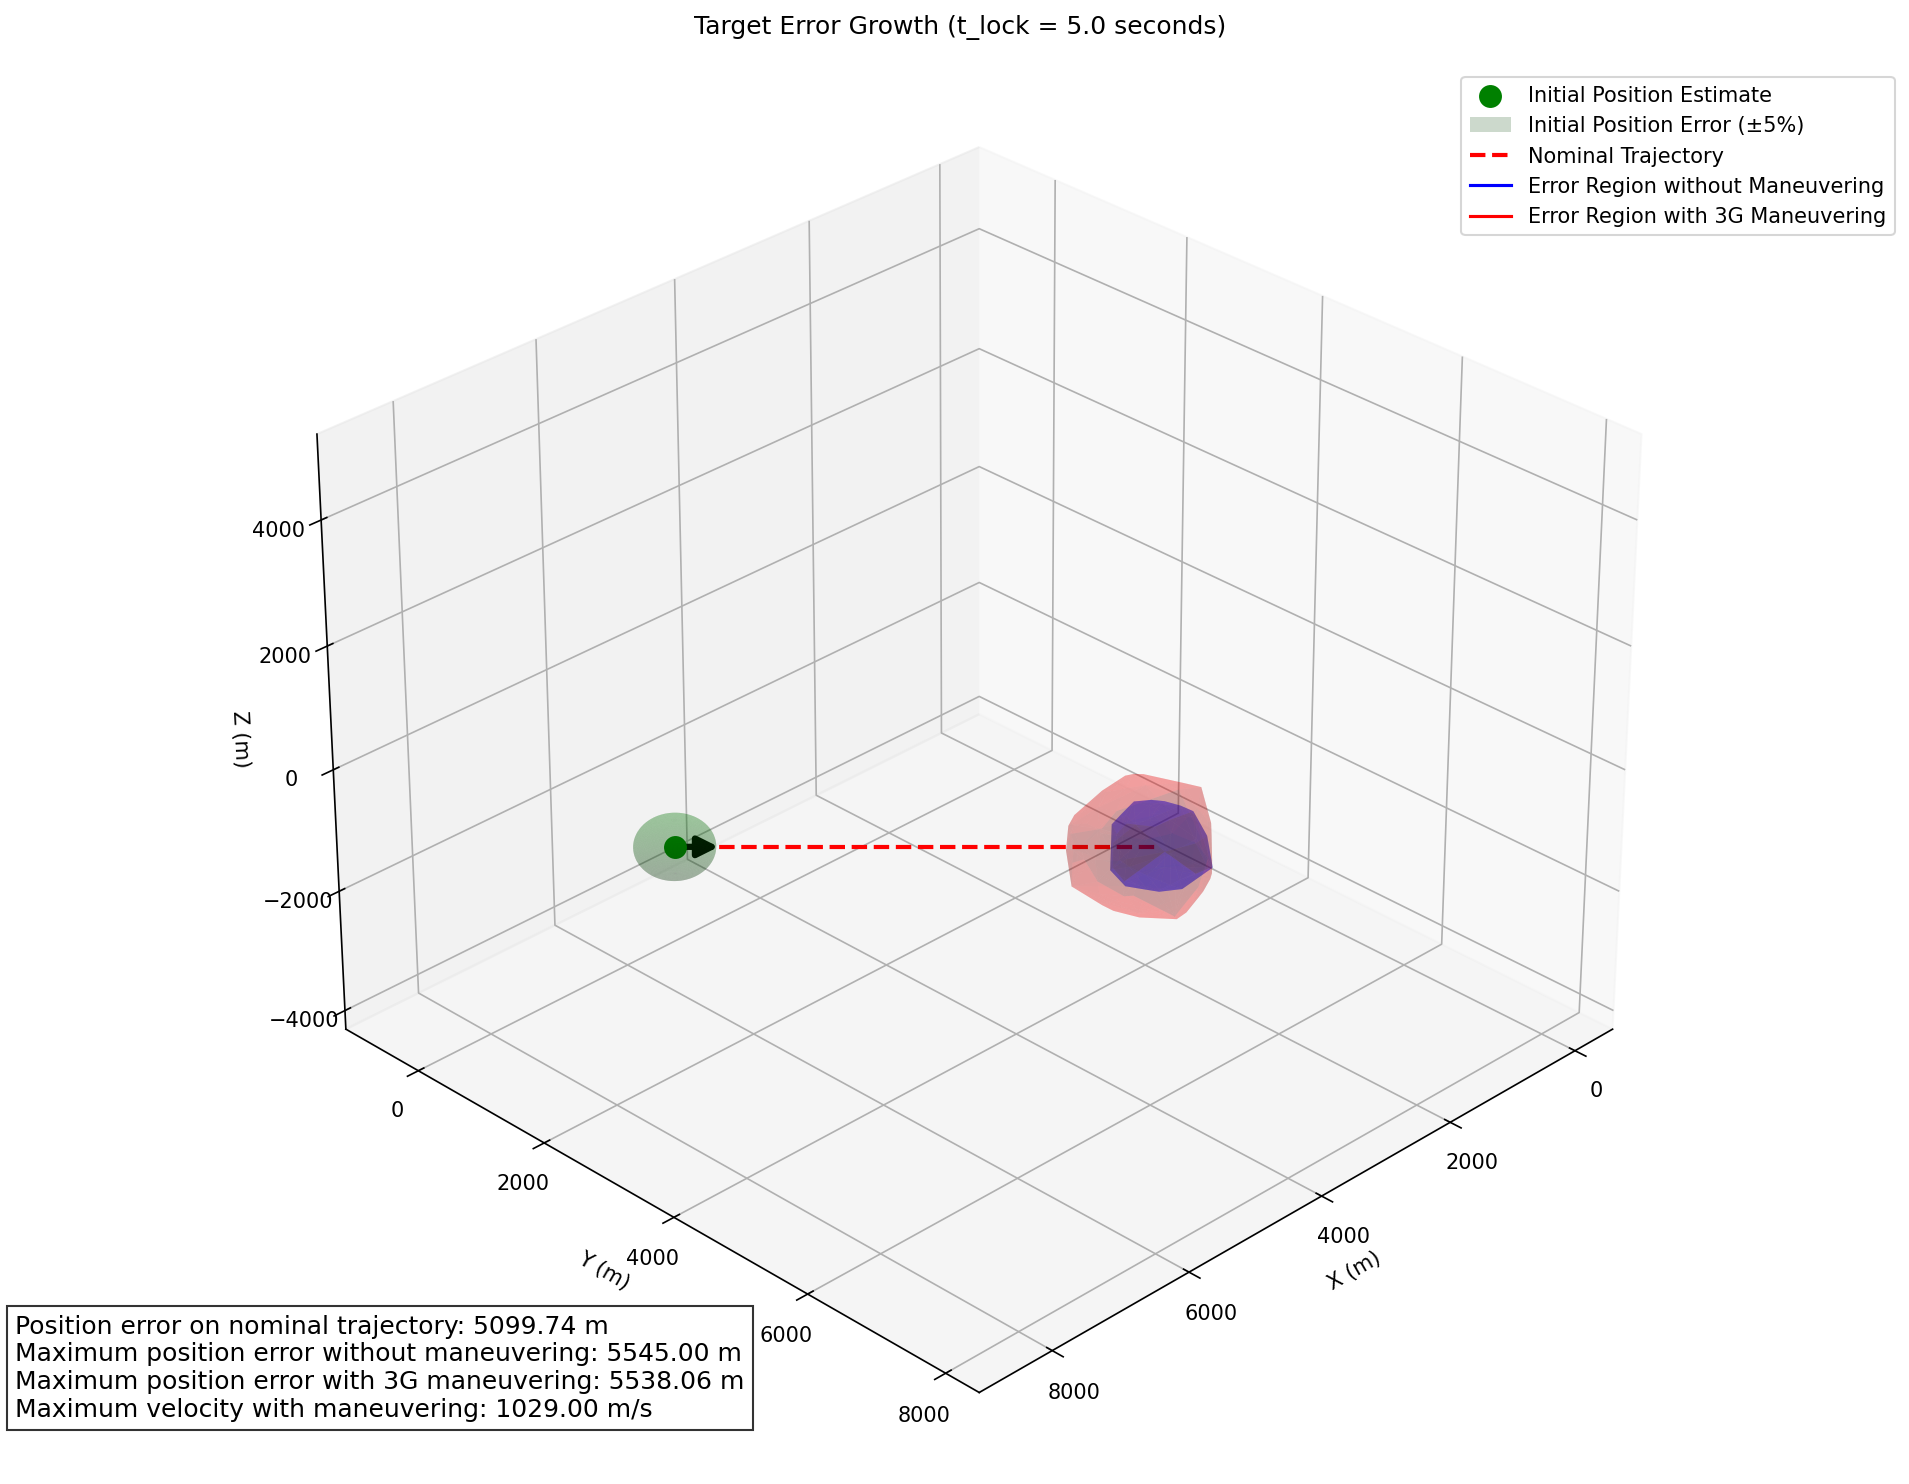 Target Error Growth (t_lock = 5.0 seconds)
Initial Position Estimate
Initial Position Error (±5%)
Nominal Trajectory
Error Region without Maneuvering
Error Region with 3G Maneuvering
4000
2000
0
−2000
−4000
Z (m)
0
2000
4000
6000
8000
Y (m)
0
2000
4000
6000
8000
X (m)
Position error on nominal trajectory: 5099.74 m
Maximum position error without maneuvering: 5545.00 m
Maximum position error with 3G maneuvering: 5538.06 m
Maximum velocity with maneuvering: 1029.00 m/s